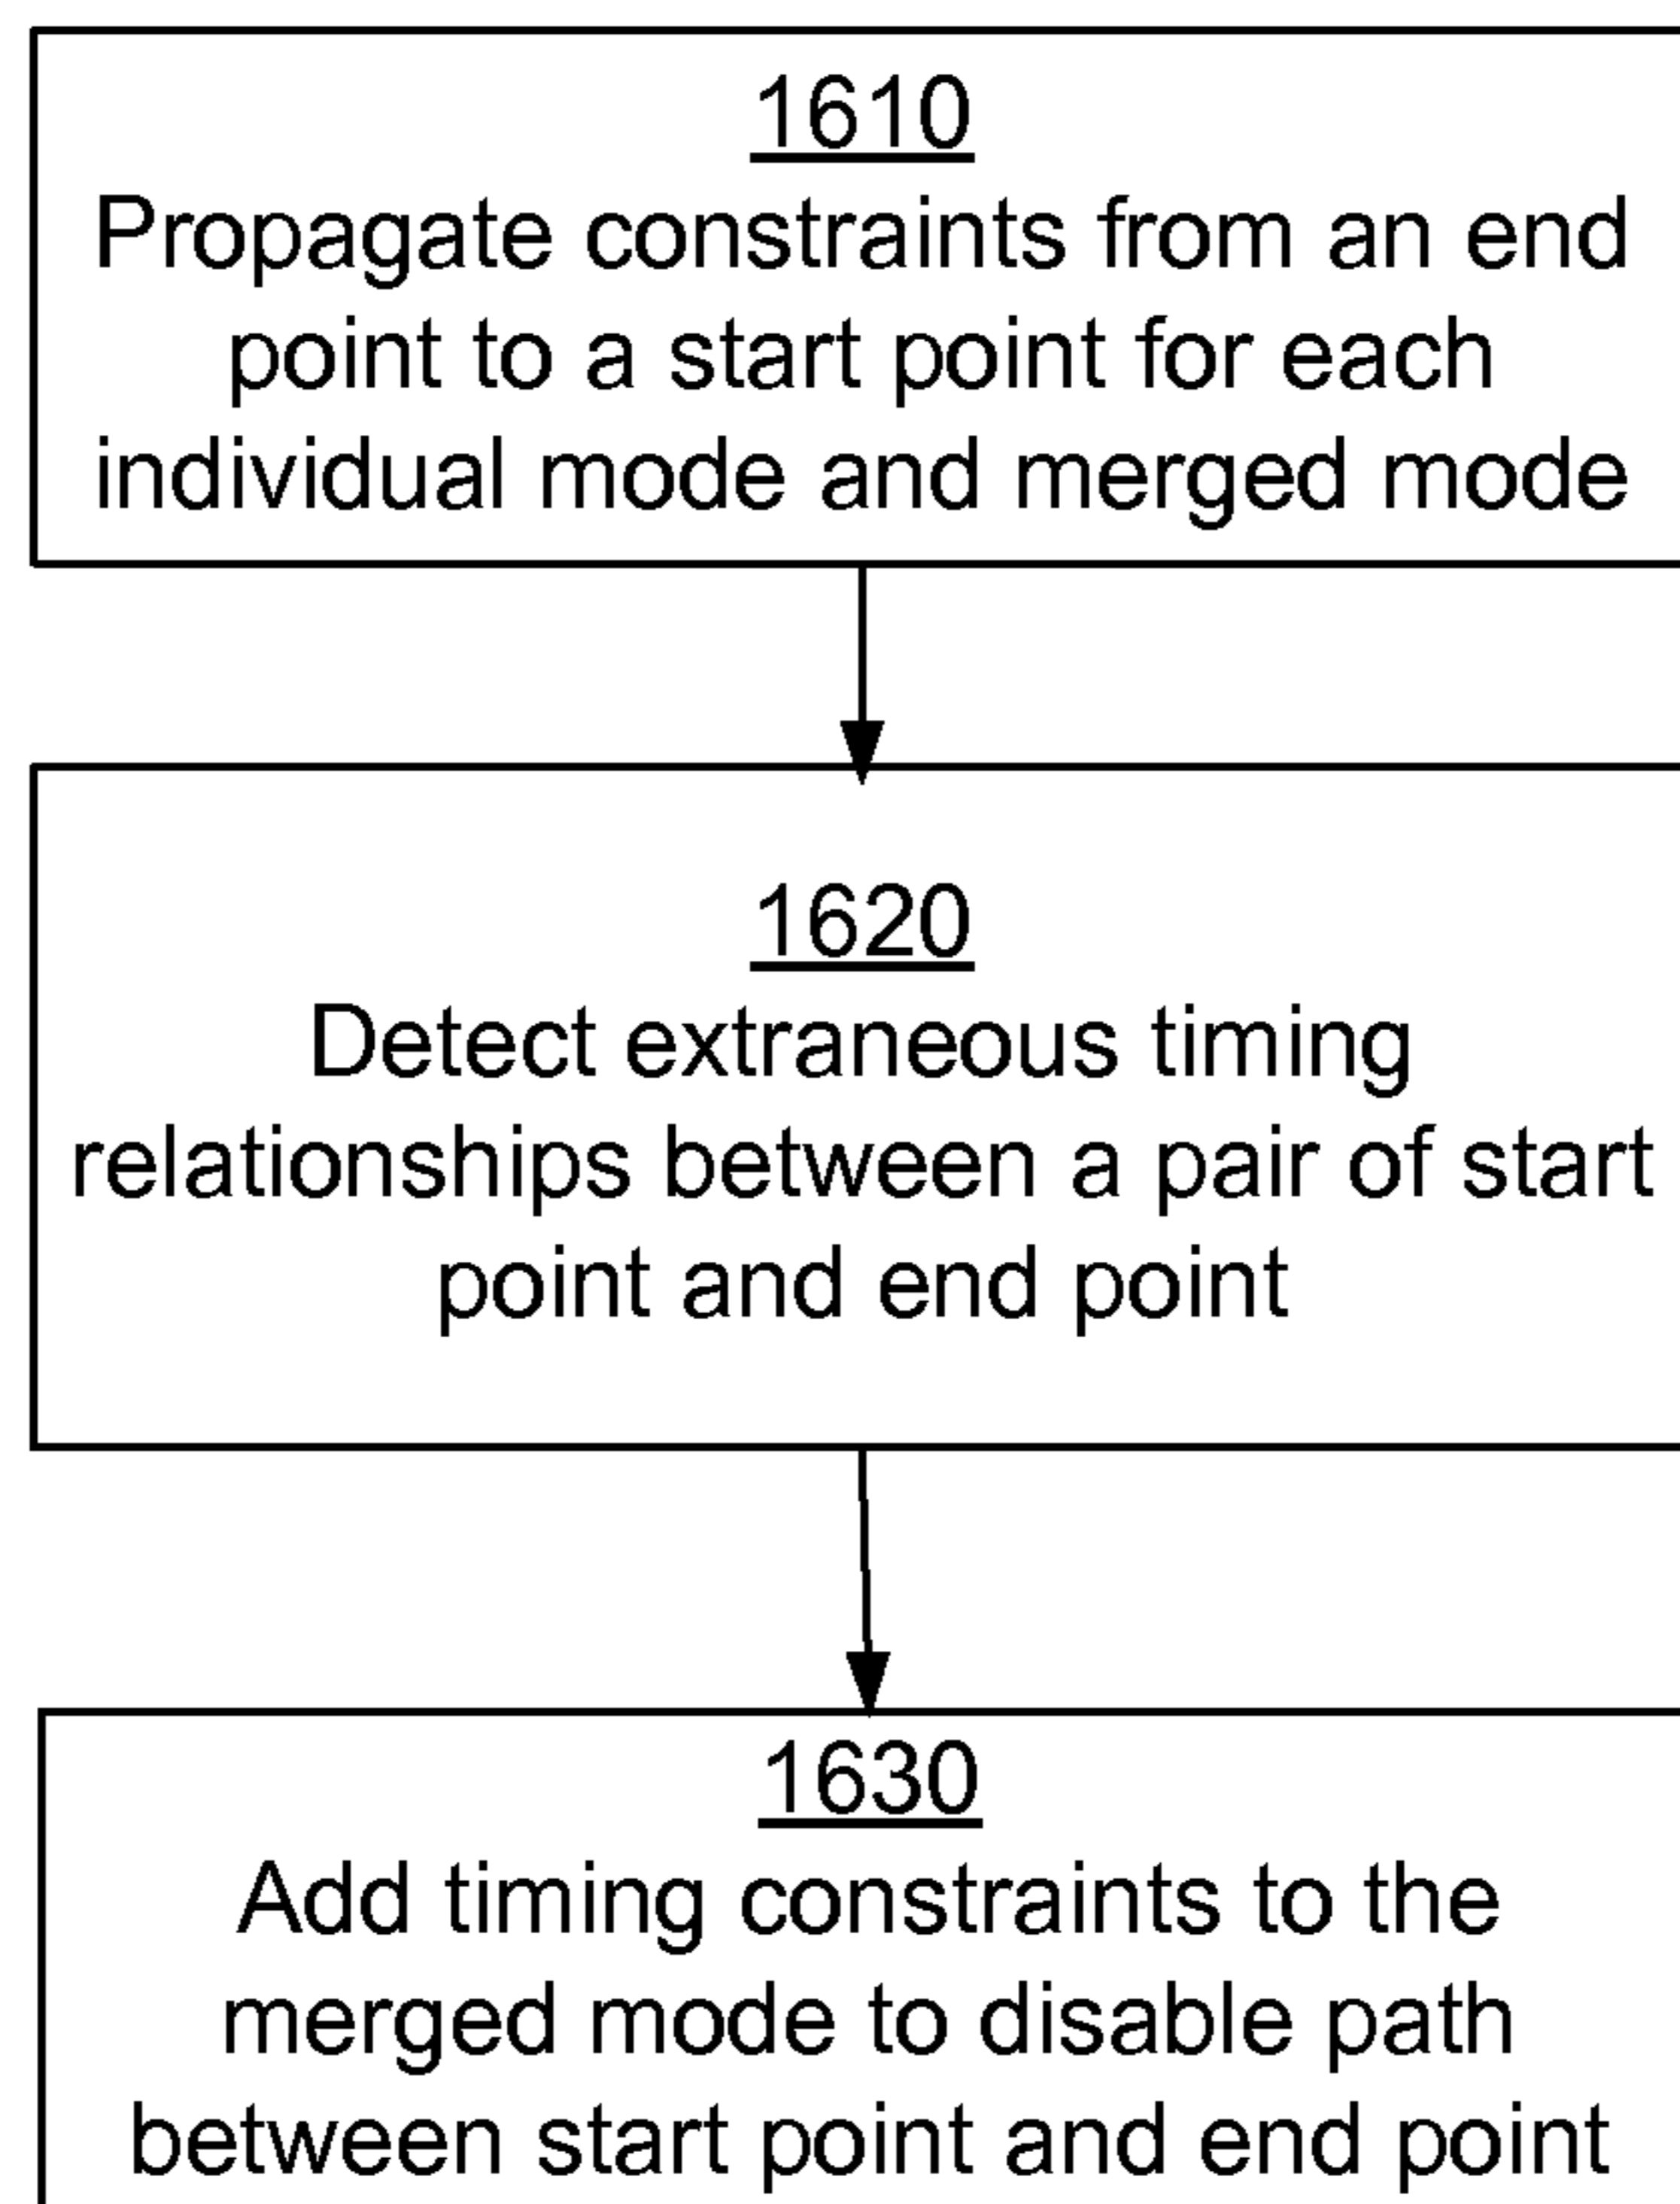 1610
Propagate constraints from an end
point to a start point for each
individual mode and merged mode
1620
Detect extraneous timing
relationships between a pair of start
point and end point
1630
Add timing constraints to the
merged mode to disable path
between start point and end point